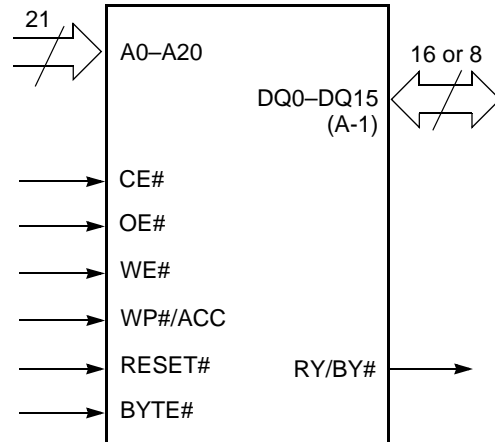 21
A0–A20
16 or 8
DQ0–DQ15
(A-1)
CE#
OE#
WE#
WP#/ACC
RESET#
RY/BY#
BYTE#